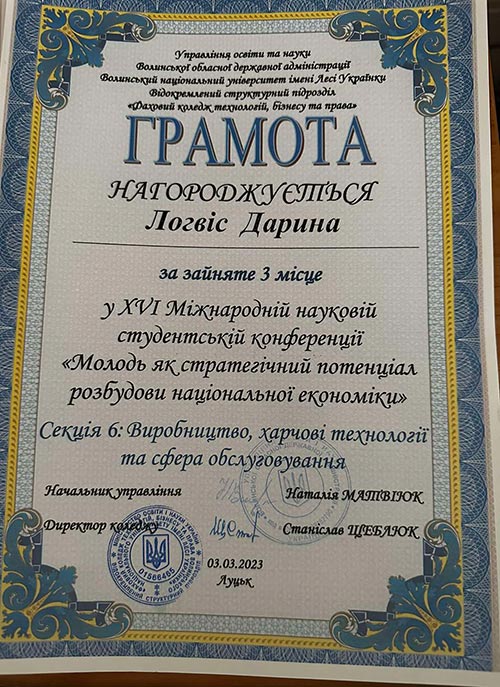 Управління освіти та науки
Волинської обласної державної адміністрації
Волинський національний університет імені Лесі Українки
Відокремлений структурний підрозділ
«Фаховий коледж технологій, бізнесу та права»
ГРАМОТА
НАГОРОДЖУЄТЬСЯ
Логвіс Дарина
за зайняте 3 місце
у XVI Міжнародній науковій
студентській конференції
«Молодь як стратегічний потенціал
розбудови національної економіки»
Секція 6: Виробництво, харчові технології
та сфера обслуговування
Начальник управління Наталія МАТВІЮК
Директор коледжу Станіслав ЩЕБЛЮК
01566465
03.03.2023
Луцьк